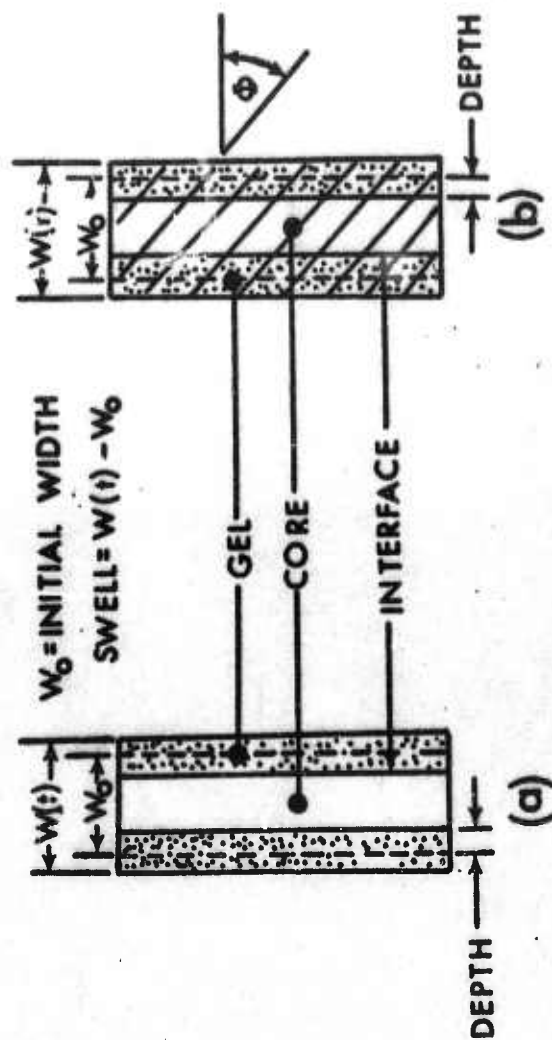 W₀=INITIAL WIDTH
SWELL=W(t)-W₀
W(t)
W₀
DEPTH
(a)
GEL
CORE
INTERFACE
W(t)
W₀
Φ
DEPTH
(b)